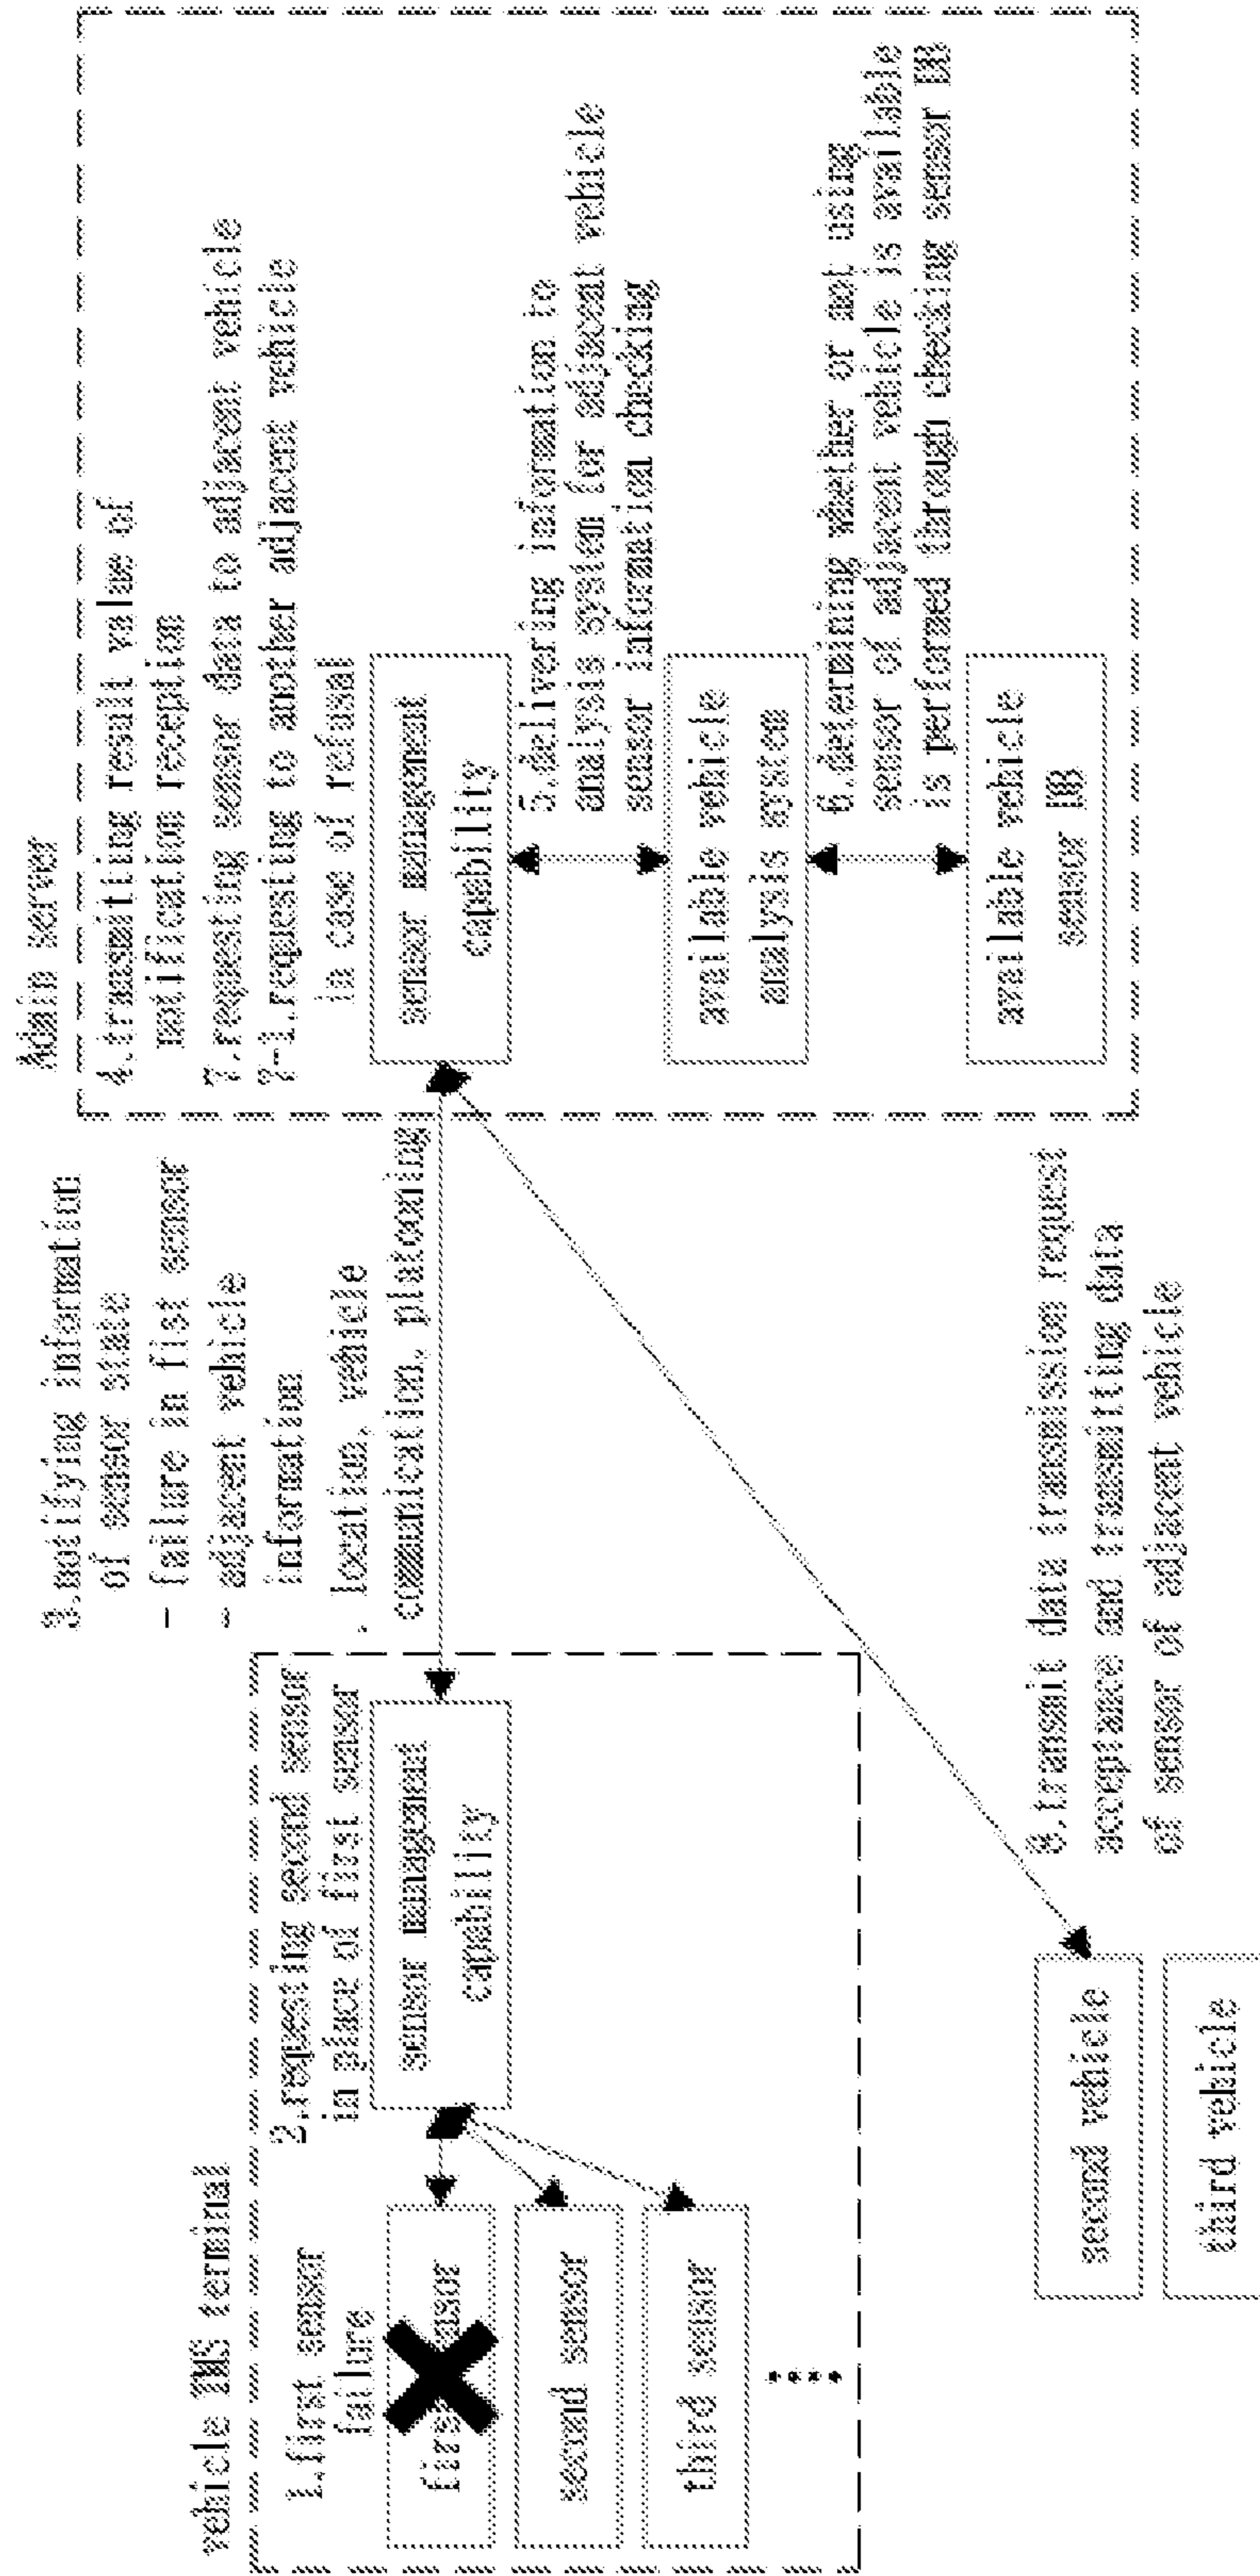 vehicle TMS terminal
1.first sensor
failure
first sensor
second sensor
third sensor
2.requesting second sensor
in place of first sensor
sensor management
capability
3.notifying information
of sensor state
- failure in fist sensor
- adjacent vehicle
information
. location, vehicle
communication, platooning
Admin server
4.transmitting result value of
notification reception
7.requesting sensor data to adjacent vehicle
7-1.requesting to another adjacent vehicle
in case of refusal
sensor management
capability
5.delivering information to
analysis system for adjacent vehicle
sensor information checking
available vehicle
analysis system
6.determining whether or not using
sensor of adjacent vehicle is available
is performed through checking sensor DB
available vehicle
sensor DB
8.transmit data transmission request
acceptance and transmitting data
of sensor of adjacent vehicle
second vehicle
third vehicle